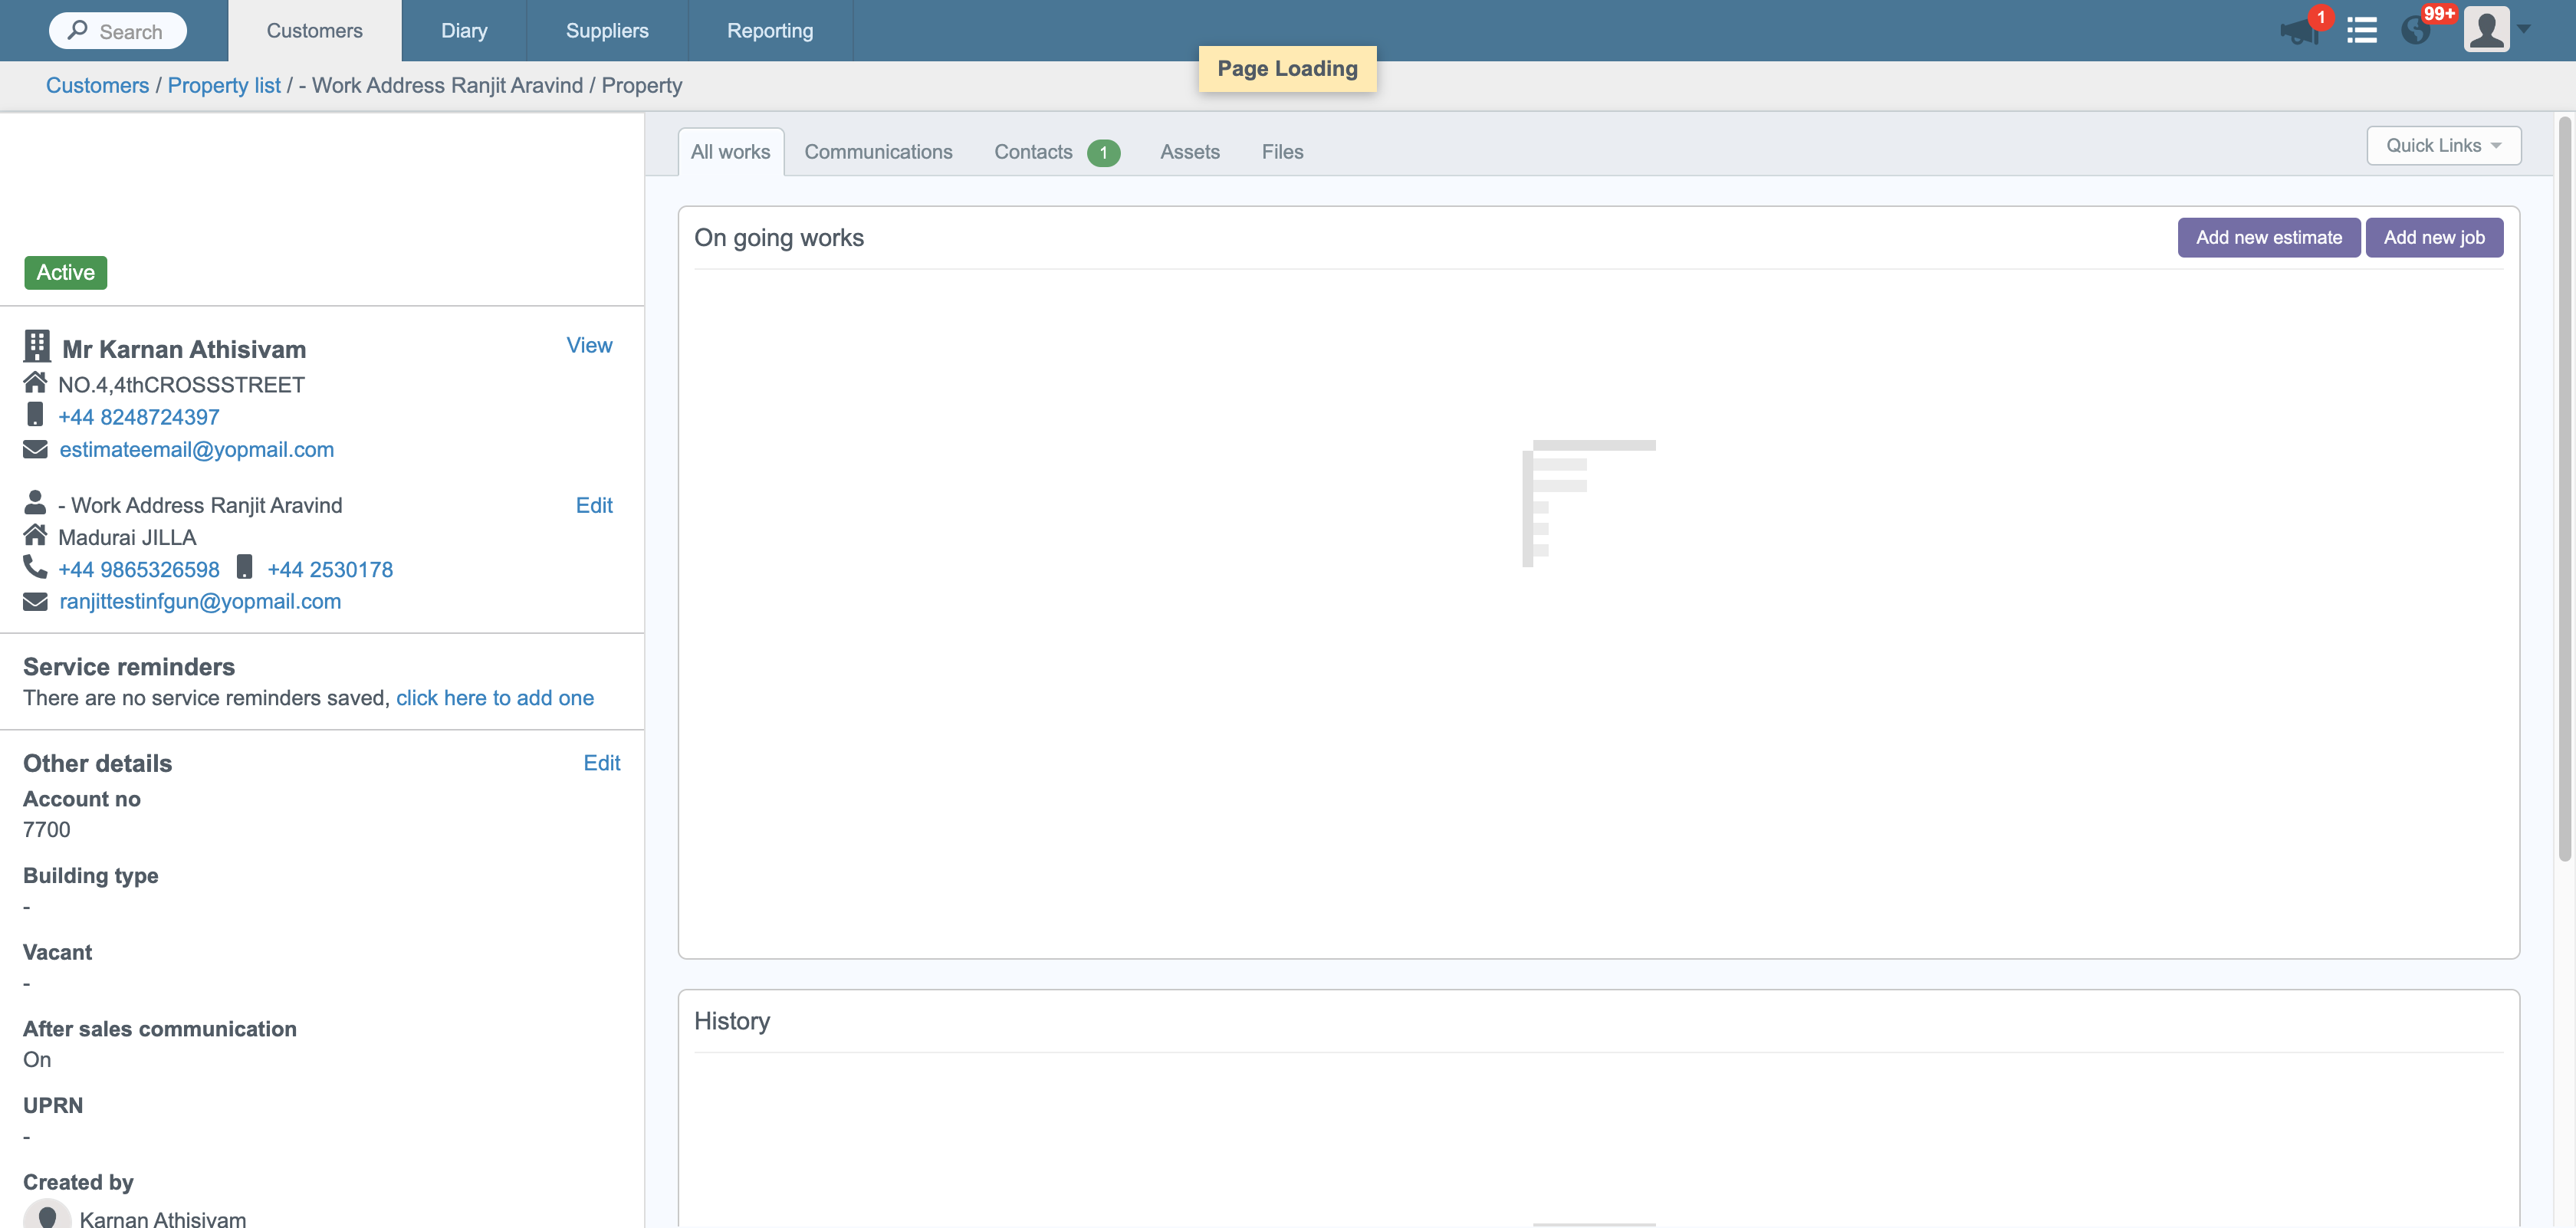 Search
Customers
Diary
Suppliers
Reporting
1
99+
Page Loading
Customers / Property list / - Work Address Ranjit Aravind / Property
All works
Communications
Contacts 1
Assets
Files
Quick Links
Active
Mr Karnan Athisivam
View
NO.4,4thCROSSSTREET
+44 8248724397
estimateemail@yopmail.com
- Work Address Ranjit Aravind
Edit
Madurai JILLA
+44 9865326598 +44 2530178
ranjittestinfgun@yopmail.com
Service reminders
There are no service reminders saved, click here to add one
Other details
Edit
Account no
7700
Building type
-
Vacant
-
After sales communication
On
UPRN
-
Created by
Karnan Athisivam
On going works
Add new estimate
Add new job
History